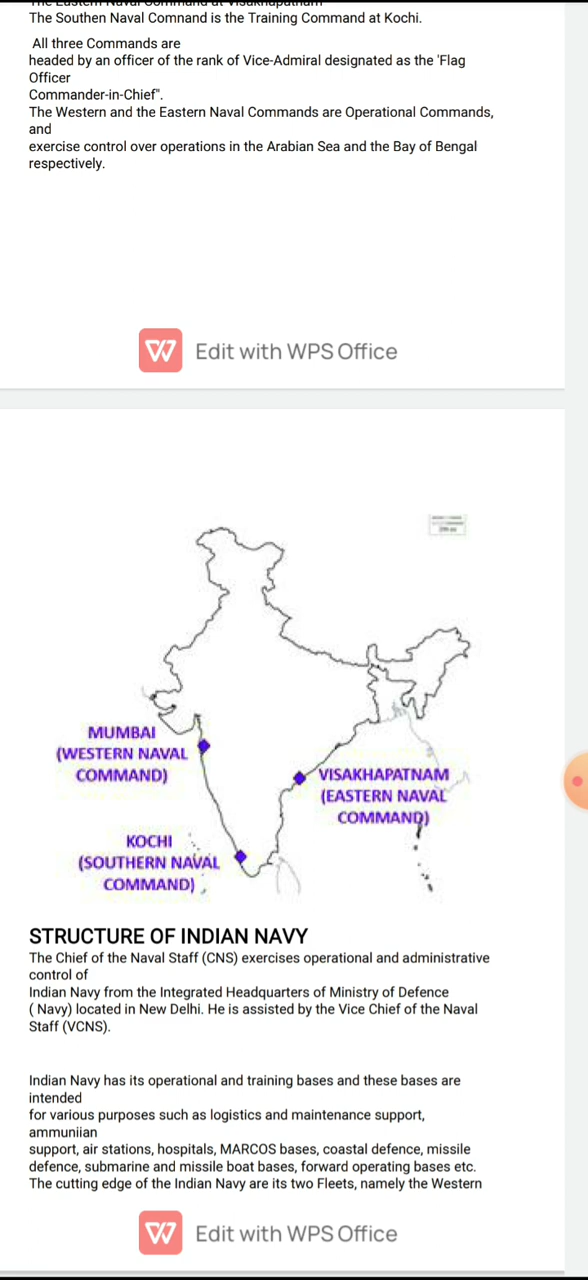 The Eastern Naval Command at Visakhapatnam
The Southen Naval Comnand is the Training Command at Kochi.
All three Commands are
headed by an officer of the rank of Vice-Admiral designated as the 'Flag
Officer
Commander-in-Chief".
The Western and the Eastern Naval Commands are Operational Commands,
and
exercise control over operations in the Arabian Sea and the Bay of Bengal
respectively.
Edit with WPS Office
MUMBAI
(WESTERN NAVAL
COMMAND)
VISAKHAPATNAM
(EASTERN NAVAL
COMMAND)
KOCHI
(SOUTHERN NAVAL
COMMAND)
STRUCTURE OF INDIAN NAVY
The Chief of the Naval Staff (CNS) exercises operational and administrative
control of
Indian Navy from the Integrated Headquarters of Ministry of Defence
( Navy) located in New Delhi. He is assisted by the Vice Chief of the Naval
Staff (VCNS).
Indian Navy has its operational and training bases and these bases are
intended
for various purposes such as logistics and maintenance support,
ammuniian
support, air stations, hospitals, MARCOS bases, coastal defence, missile
defence, submarine and missile boat bases, forward operating bases etc.
The cutting edge of the Indian Navy are its two Fleets, namely the Western
Edit with WPS Office